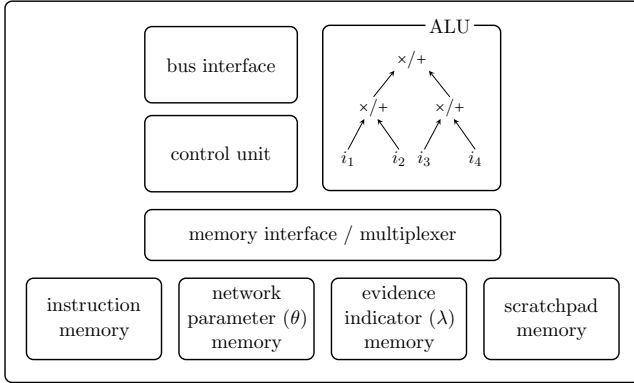 ALU
bus interface
×/+
×/+ ×/+
control unit
i₁ i₂ i₃ i₄
memory interface / multiplexer
instruction
memory
network
parameter (θ)
memory
evidence
indicator (λ)
memory
scratchpad
memory